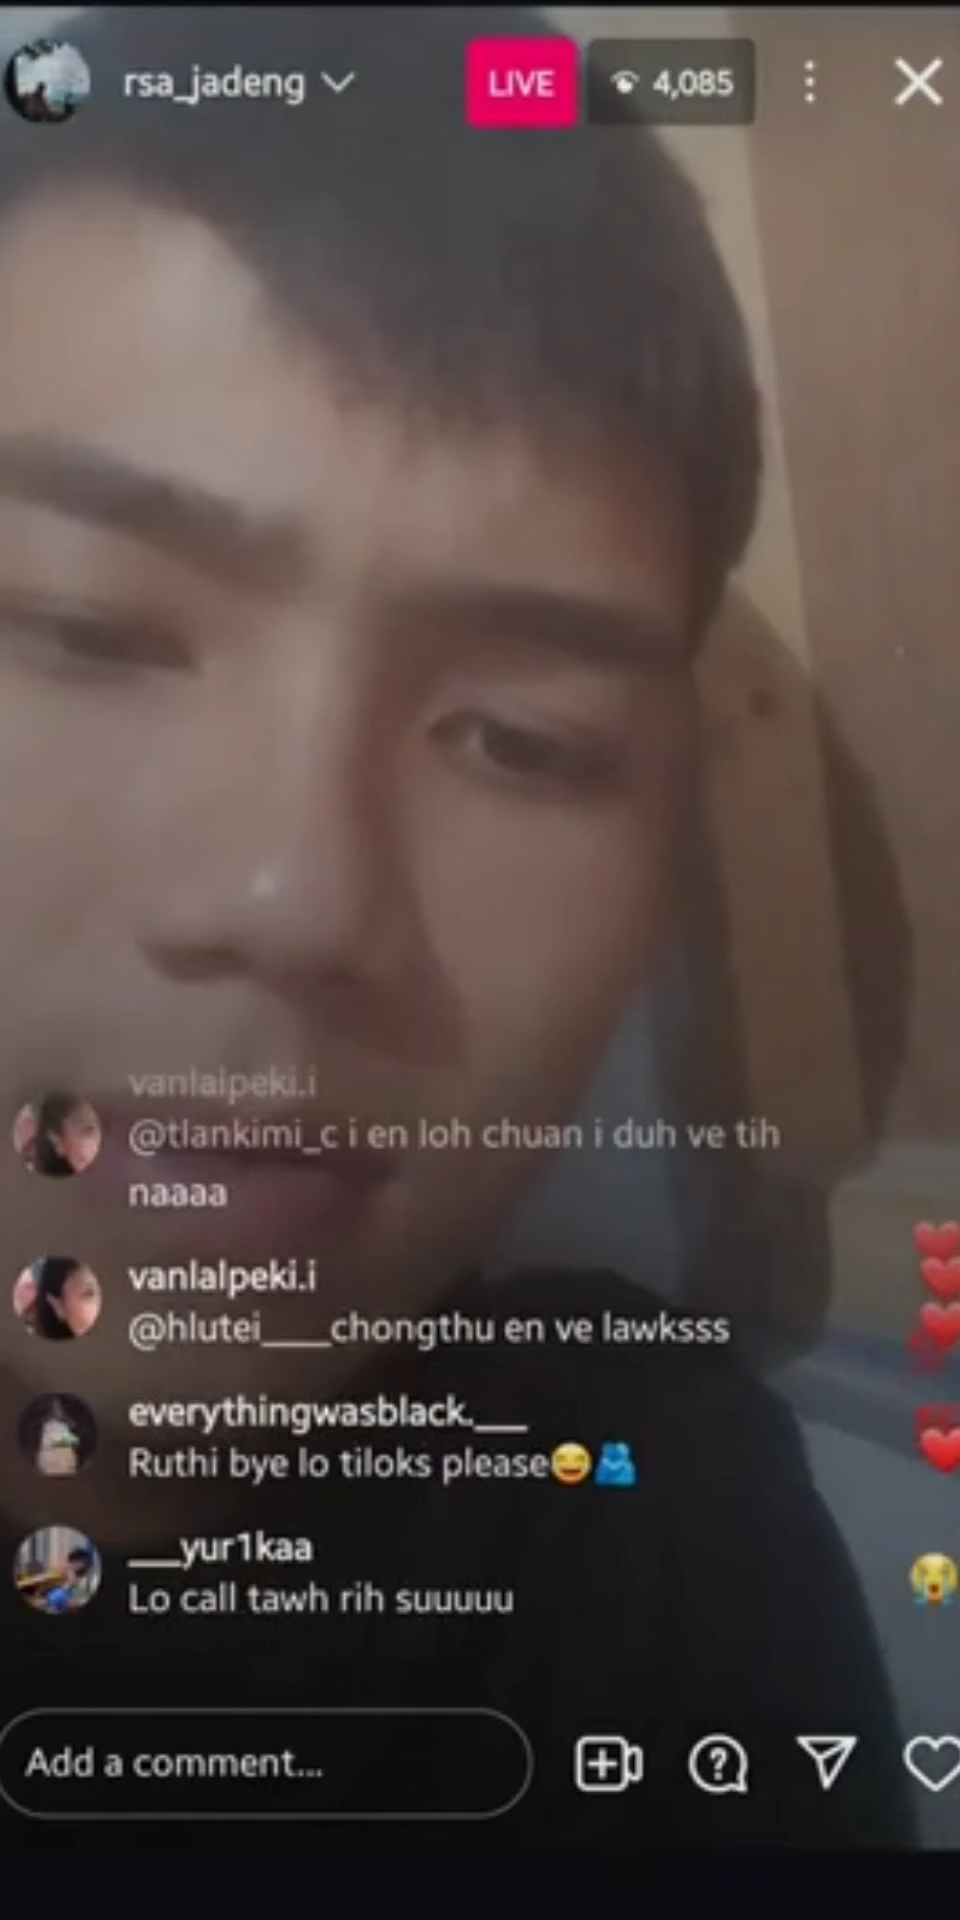 rsa_jadeng
LIVE
4,085
vanlalpeki.i
@tlankimi_c i en loh chuan i duh ve tih
naaaa
vanlalpeki.i
@hlutei____chongthu en ve lawksss
everythingwasblack.___
Ruthi bye lo tiloks please😅🫂
___yur1kaa
Lo call tawh rih suuuuu
Add a comment...